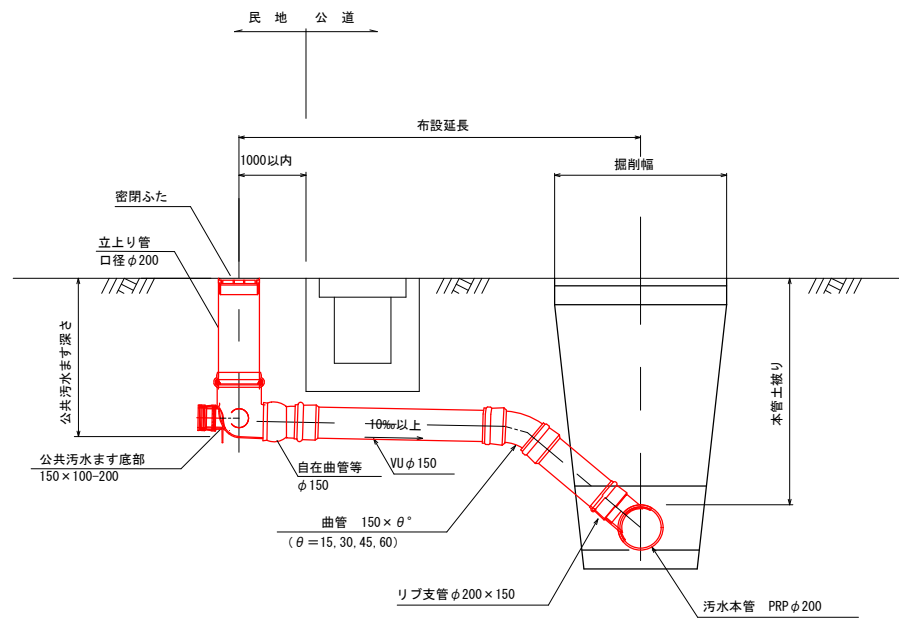 民 地 公 道
布設延長
1000以内
掘削幅
密閉ふた
立上り管
口径φ200
公共汚水ます深さ
本管土被り
10‰以上
公共汚水ます底部
150×100-200
自在曲管等
φ150
VUφ150
曲管 150×θ°
(θ=15,30,45,60)
リブ支管φ200×150
汚水本管 PRPφ200